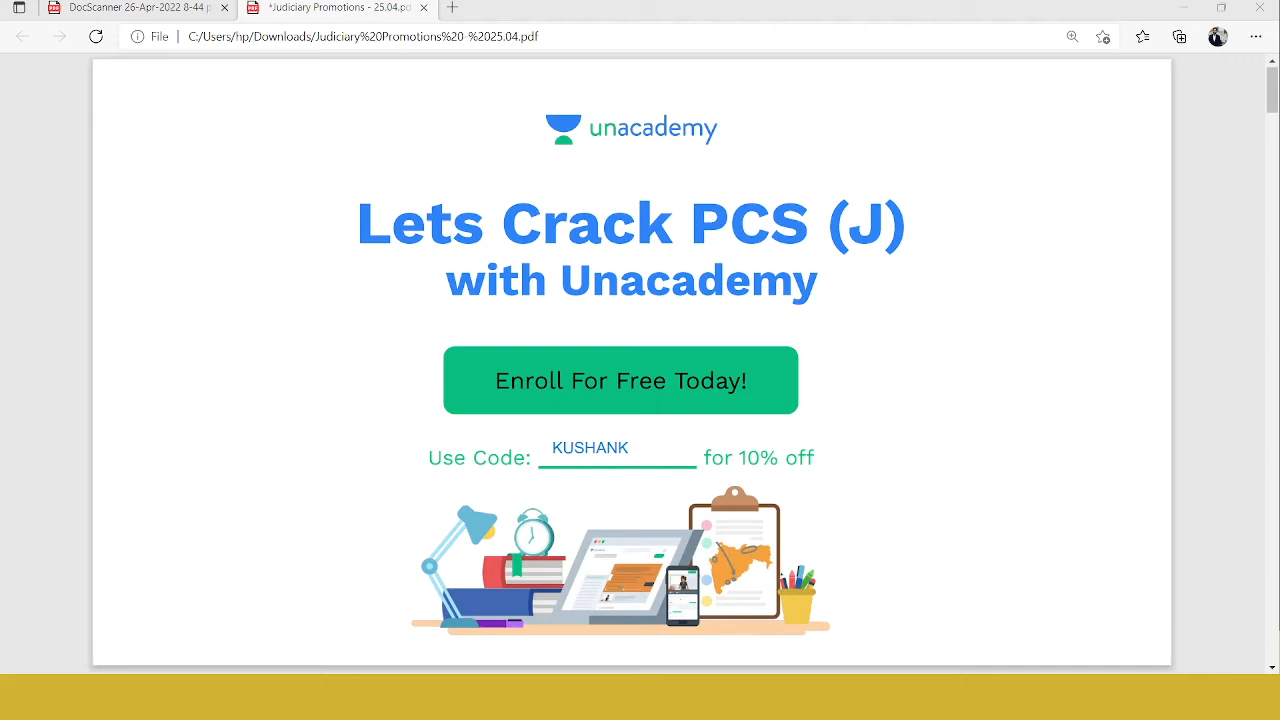 DocScanner 26-Apr-2022 8-44 p
*Judiciary Promotions - 25.04.pd
File | C:/Users/hp/Downloads/Judiciary%20Promotions%20-%2025.04.pdf
unacademy
Lets Crack PCS (J)
with Unacademy
Enroll For Free Today!
Use Code: KUSHANK for 10% off